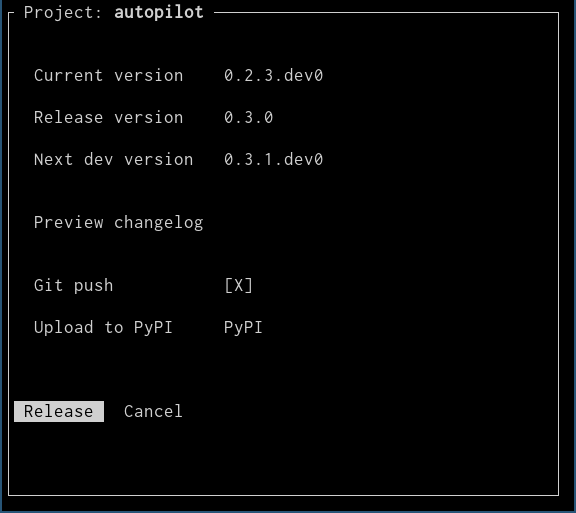 Project: autopilot
Current version 0.2.3.dev0
Release version 0.3.0
Next dev version 0.3.1.dev0
Preview changelog
Git push [X]
Upload to PyPI PyPI
Release Cancel